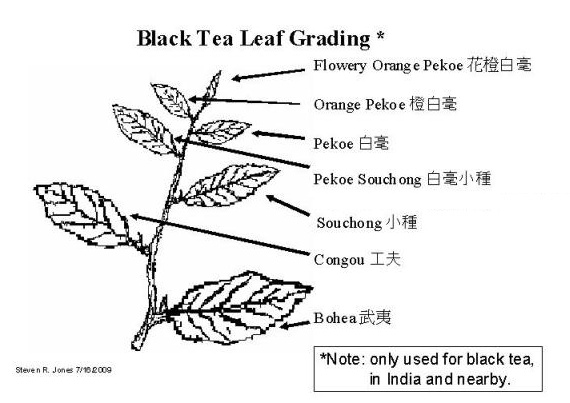 Black Tea Leaf Grading *
Flowery Orange Pekoe 花橙白毫
Orange Pekoe 橙白毫
Pekoe 白毫
Pekoe Souchong 白毫小種
Souchong 小種
Congou 工夫
Bohea 武夷
*Note: only used for black tea,
in India and nearby.
Steven R. Jones 7/16/2009